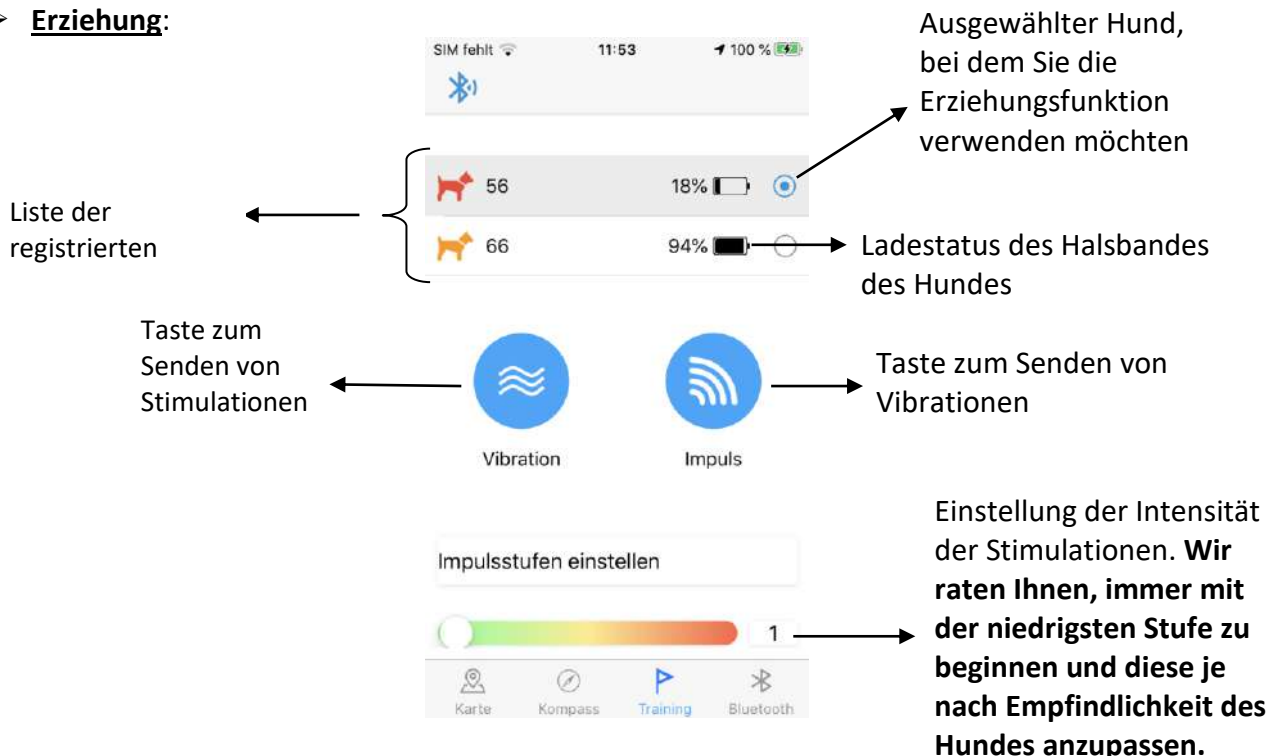 Erziehung:
Ausgewählter Hund,
bei dem Sie die
Erziehungsfunktion
verwenden möchten
SIM fehlt 11:53 100 %
56 18%
Liste der
registrierten
66 94%
Ladestatus des Halsbandes
des Hundes
Taste zum
Senden von
Stimulationen
Taste zum Senden von
Vibrationen
Vibration Impuls
Einstellung der Intensität
der Stimulationen. Wir
raten Ihnen, immer mit
der niedrigsten Stufe zu
beginnen und diese je
nach Empfindlichkeit des
Hundes anzupassen.
Impulsstufen einstellen
1
Karte Kompass Training Bluetooth